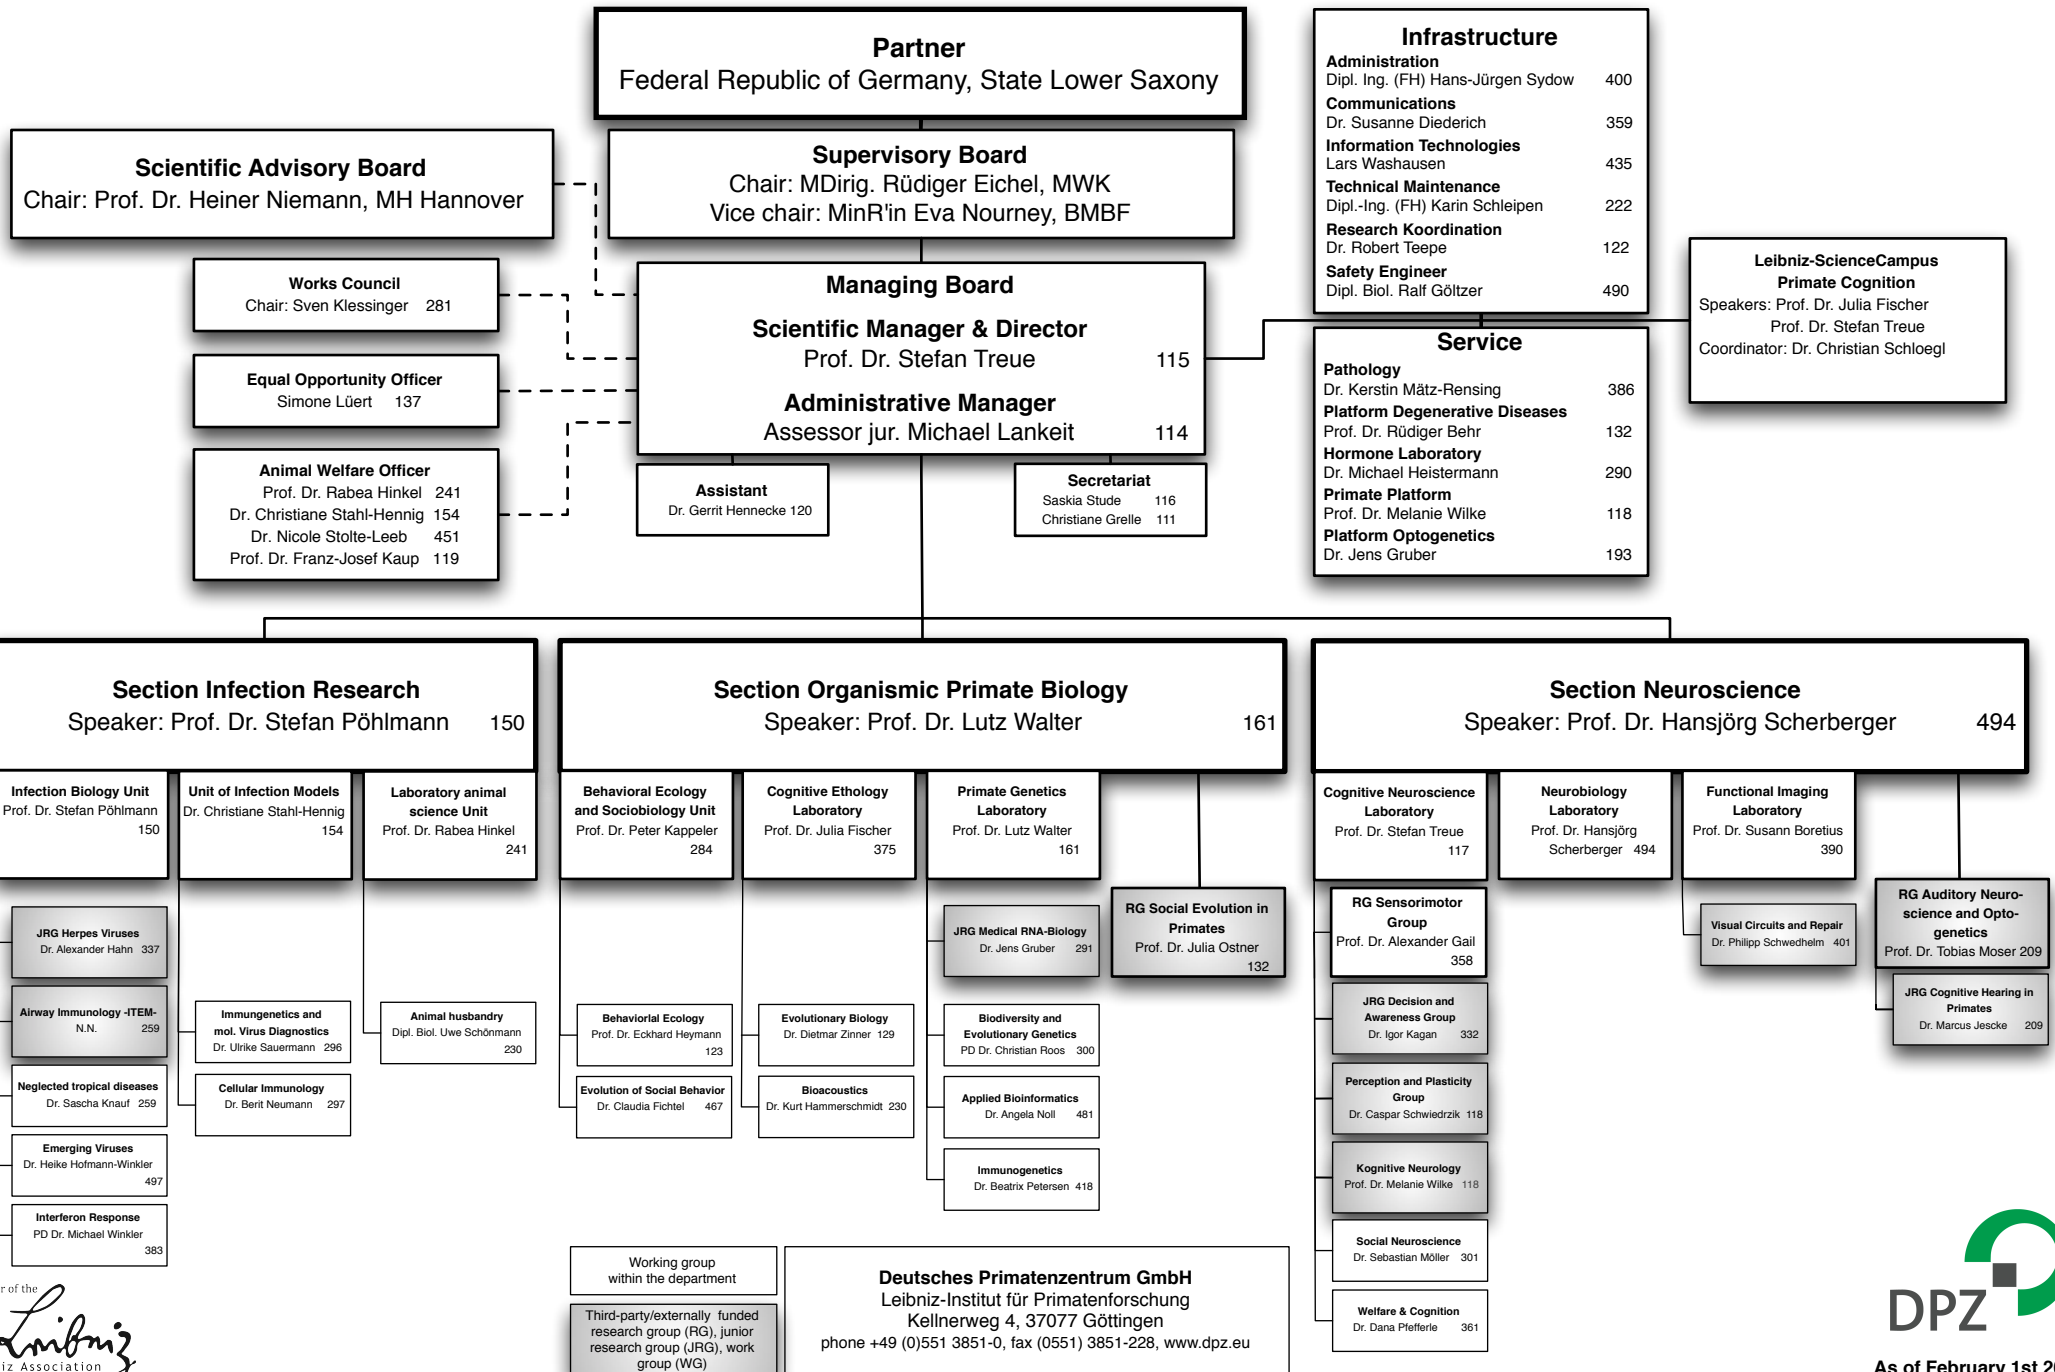 Partner
Federal Republic of Germany, State Lower Saxony
Scientific Advisory Board
Chair: Prof. Dr. Heiner Niemann, MH Hannover
Supervisory Board
Chair: MDirig. Rüdiger Eichel, MWK
Vice chair: MinR'in Eva Nourney, BMBF
Infrastructure
Administration
Dipl. Ing. (FH) Hans-Jürgen Sydow 400
Communications
Dr. Susanne Diederich 359
Information Technologies
Lars Washausen 435
Technical Maintenance
Dipl.-Ing. (FH) Karin Schleipen 222
Research Koordination
Dr. Robert Teepe 122
Safety Engineer
Dipl. Biol. Ralf Göltzer 490
Works Council
Chair: Sven Klessinger 281
Equal Opportunity Officer
Simone Lüert 137
Animal Welfare Officer
Prof. Dr. Rabea Hinkel 241
Dr. Christiane Stahl-Hennig 154
Dr. Nicole Stolte-Leeb 451
Prof. Dr. Franz-Josef Kaup 119
Managing Board
Scientific Manager & Director
Prof. Dr. Stefan Treue 115
Administrative Manager
Assessor jur. Michael Lankeit 114
Assistant
Dr. Gerrit Hennecke 120
Secretariat
Saskia Stude 116
Christiane Grelle 111
Service
Pathology
Dr. Kerstin Mätz-Rensing 386
Platform Degenerative Diseases
Prof. Dr. Rüdiger Behr 132
Hormone Laboratory
Dr. Michael Heistermann 290
Primate Platform
Prof. Dr. Melanie Wilke 118
Platform Optogenetics
Dr. Jens Gruber 193
Leibniz-ScienceCampus
Primate Cognition
Speakers: Prof. Dr. Julia Fischer
Prof. Dr. Stefan Treue
Coordinator: Dr. Christian Schloegl
Section Infection Research
Speaker: Prof. Dr. Stefan Pöhlmann 150
Infection Biology Unit
Prof. Dr. Stefan Pöhlmann
150
Unit of Infection Models
Dr. Christiane Stahl-Hennig
154
Laboratory animal
science Unit
Prof. Dr. Rabea Hinkel
241
JRG Herpes Viruses
Dr. Alexander Hahn 337
Airway Immunology -ITEM-
N.N. 259
Neglected tropical diseases
Dr. Sascha Knauf 259
Emerging Viruses
Dr. Heike Hofmann-Winkler
497
Interferon Response
PD Dr. Michael Winkler
383
Immungenetics and
mol. Virus Diagnostics
Dr. Ulrike Sauermann 296
Cellular Immunology
Dr. Berit Neumann 297
Animal husbandry
Dipl. Biol. Uwe Schönmann
230
Section Organismic Primate Biology
Speaker: Prof. Dr. Lutz Walter 161
Behavioral Ecology
and Sociobiology Unit
Prof. Dr. Peter Kappeler
284
Cognitive Ethology
Laboratory
Prof. Dr. Julia Fischer
375
Primate Genetics
Laboratory
Prof. Dr. Lutz Walter
161
RG Social Evolution in
Primates
Prof. Dr. Julia Ostner
132
Behaviorlal Ecology
Prof. Dr. Eckhard Heymann
123
Evolution of Social Behavior
Dr. Claudia Fichtel 467
Evolutionary Biology
Dr. Dietmar Zinner 129
Bioacoustics
Dr. Kurt Hammerschmidt 230
JRG Medical RNA-Biology
Dr. Jens Gruber 291
Biodiversity and
Evolutionary Genetics
PD Dr. Christian Roos 300
Applied Bioinformatics
Dr. Angela Noll 481
Immunogenetics
Dr. Beatrix Petersen 418
Section Neuroscience
Speaker: Prof. Dr. Hansjörg Scherberger 494
Cognitive Neuroscience
Laboratory
Prof. Dr. Stefan Treue
117
Neurobiology
Laboratory
Prof. Dr. Hansjörg
Scherberger 494
Functional Imaging
Laboratory
Prof. Dr. Susann Boretius
390
RG Sensorimotor
Group
Prof. Dr. Alexander Gail
358
JRG Decision and
Awareness Group
Dr. Igor Kagan 332
Perception and Plasticity
Group
Dr. Caspar Schwiedrzik 118
Kognitive Neurology
Prof. Dr. Melanie Wilke 118
Social Neuroscience
Dr. Sebastian Möller 301
Welfare & Cognition
Dr. Dana Pfefferle 361
Visual Circuits and Repair
Dr. Philipp Schwedhelm 401
RG Auditory Neuro-
science and Opto-
genetics
Prof. Dr. Tobias Moser 209
JRG Cognitive Hearing in
Primates
Dr. Marcus Jescke 209
r of the
Leibniz
iz Association
Working group
within the department
Third-party/externally funded
research group (RG), junior
research group (JRG), work
group (WG)
Deutsches Primatenzentrum GmbH
Leibniz-Institut für Primatenforschung
Kellnerweg 4, 37077 Göttingen
phone +49 (0)551 3851-0, fax (0551) 3851-228, www.dpz.eu
DPZ
As of February 1st 20